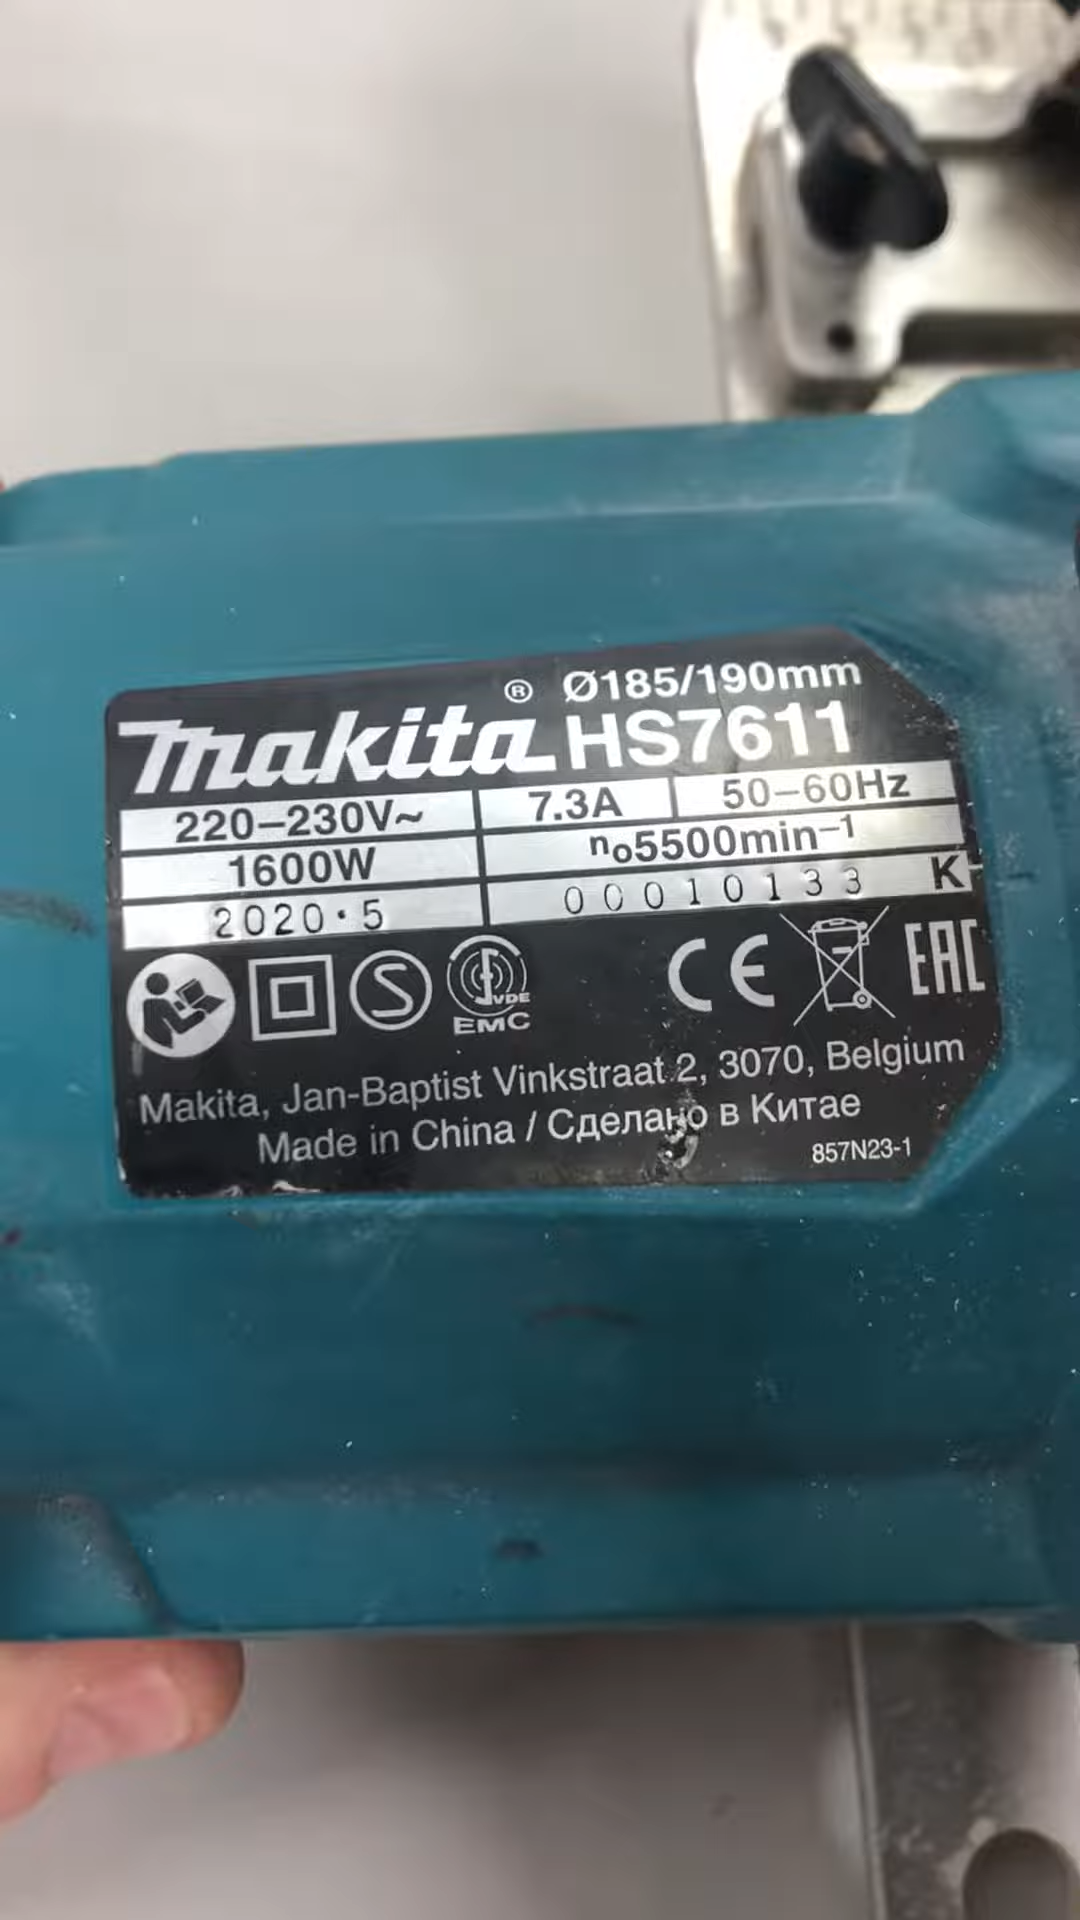 Ø185/190mm
makita® HS7611
220–230V~ 7.3A 50–60Hz
1600W n₀5500min⁻¹
2020・5 00010133 K
S VDE EMC CE EAC
Makita, Jan-Baptist Vinkstraat 2, 3070, Belgium
Made in China / Сделано в Китае
857N23-1